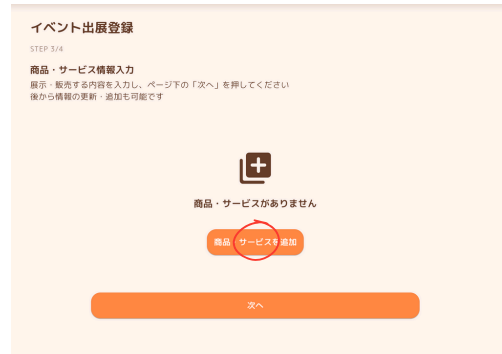 イベント出展登録
STEP 3/4
商品・サービス情報入力
展示・販売する内容を入力し、ページ下の「次へ」を押してください
後から情報の更新・追加も可能です
商品・サービスがありません
商品・サービスを追加
次へ